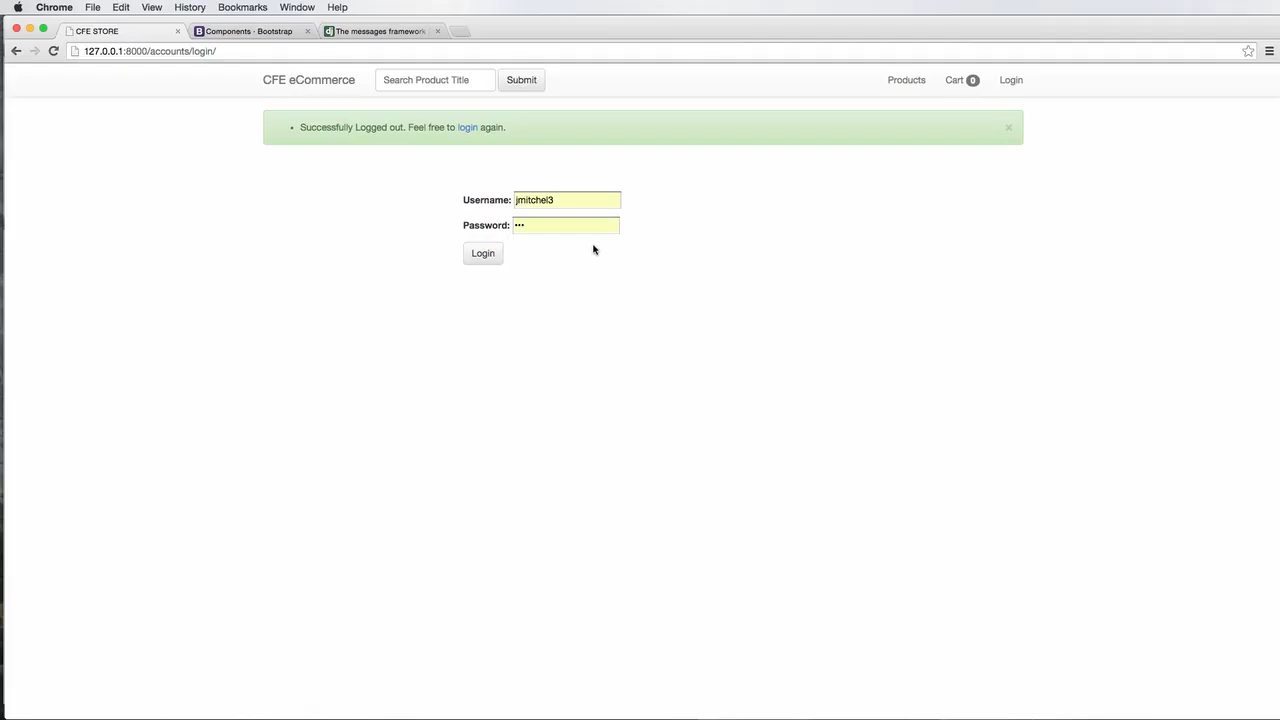 Chrome File Edit View History Bookmarks Window Help
CFE STORE Components · Bootstrap The messages framework
127.0.0.1:8000/accounts/login/
CFE eCommerce Search Product Title Submit Products Cart 0 Login
• Successfully Logged out. Feel free to login again. ×
Username: jmitchel3
Password: •••
Login